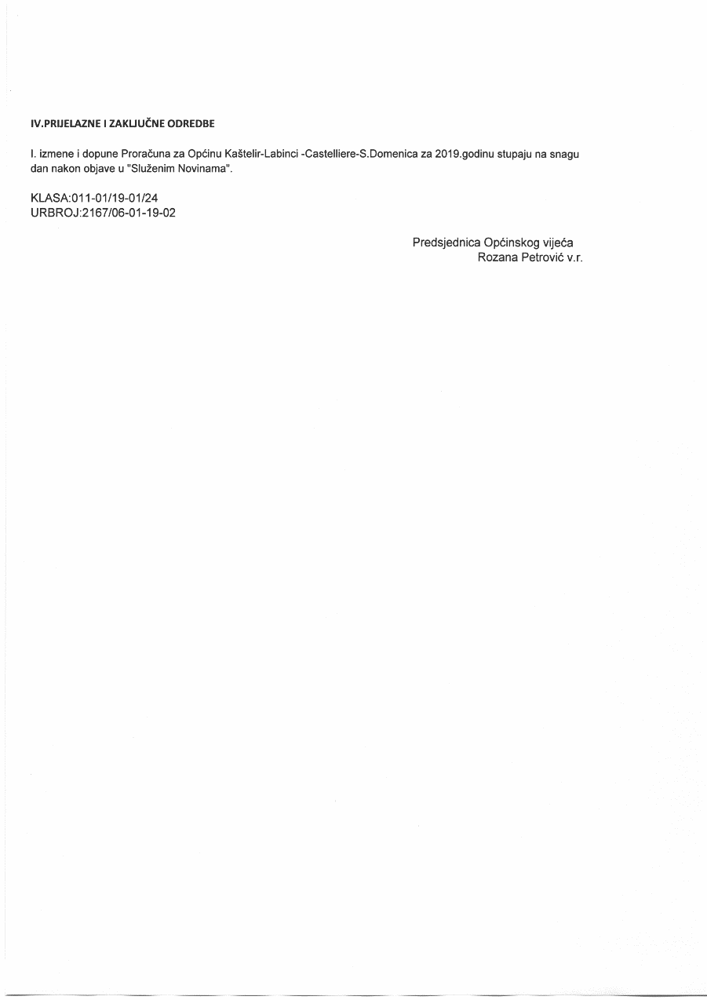 IV.PRIJELAZNE I ZAKLJUČNE ODREDBE
I. izmene i dopune Proračuna za Općinu Kaštelir-Labinci -Castelliere-S.Domenica za 2019.godinu stupaju na snagu
dan nakon objave u "Služenim Novinama".
KLASA:011-01/19-01/24
URBROJ:2167/06-01-19-02
Predsjednica Općinskog vijeća
Rozana Petrović v.r.